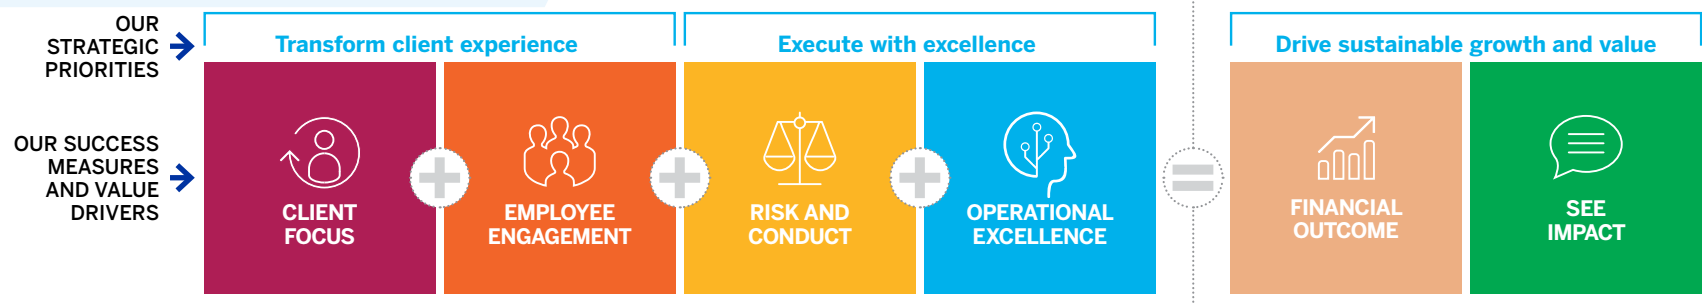 OUR
STRATEGIC
PRIORITIES
Transform client experience
Execute with excellence
Drive sustainable growth and value
OUR SUCCESS
MEASURES
AND VALUE
DRIVERS
CLIENT
FOCUS
EMPLOYEE
ENGAGEMENT
RISK AND
CONDUCT
OPERATIONAL
EXCELLENCE
FINANCIAL
OUTCOME
SEE
IMPACT